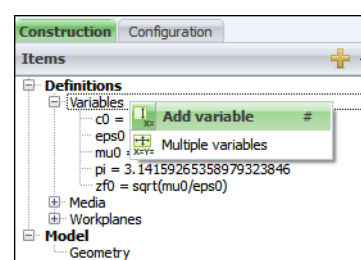 Construction Configuration
Items
Definitions
Variables
c0 =
Add variable #
eps0
X=
mu0
Multiple variables
X=Y=
pi = 3.14159265358979323846
zf0 = sqrt(mu0/eps0)
Media
Workplanes
Model
Geometry